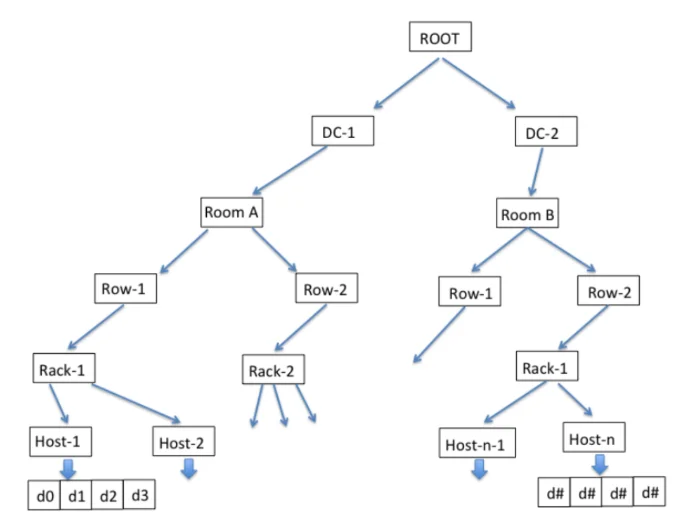 ROOT
DC-1 DC-2
Room A Room B
Row-1 Row-2 Row-1 Row-2
Rack-1 Rack-2 Rack-1
Host-1 Host-2 Host-n-1 Host-n
d0 d1 d2 d3 d# d# d# d#